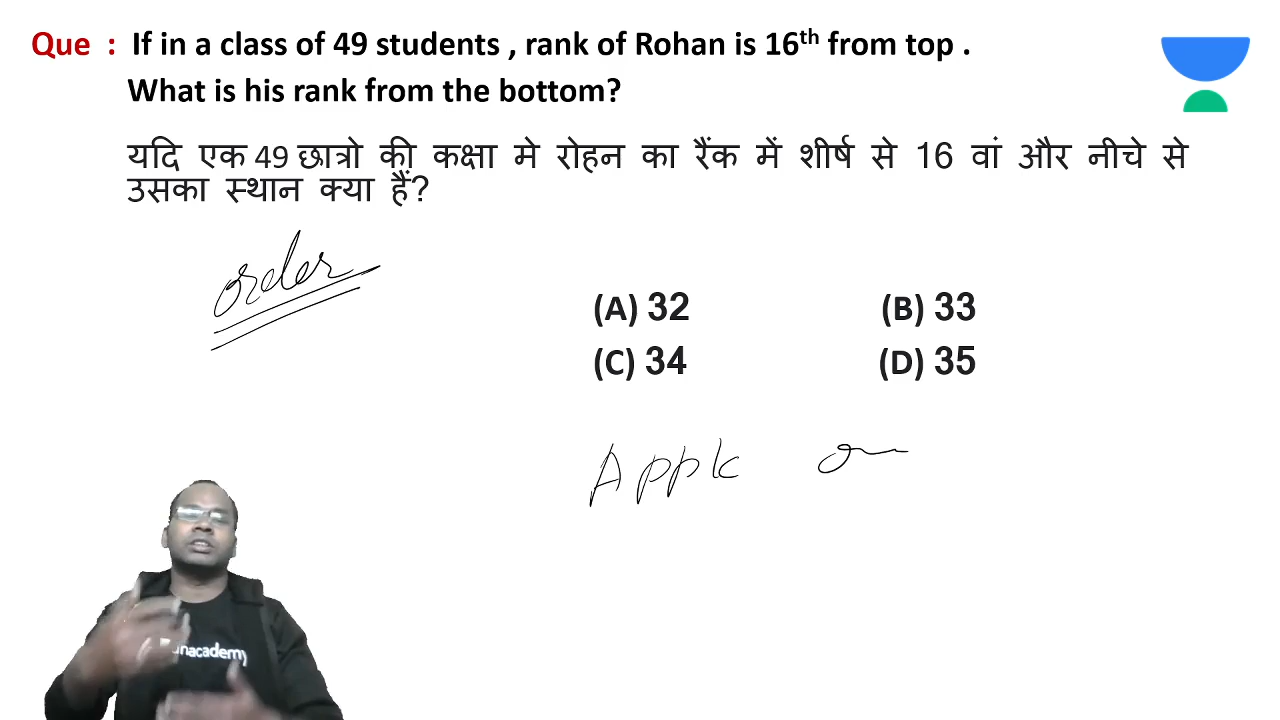 Que : If in a class of 49 students , rank of Rohan is 16th from top .
What is his rank from the bottom?
यदि एक 49 छात्रो की कक्षा मे रोहन का रैंक में शीर्ष से 16 वां और नीचे से
उसका स्थान क्या हैं?
order
(A) 32 (B) 33
(C) 34 (D) 35
unacademy